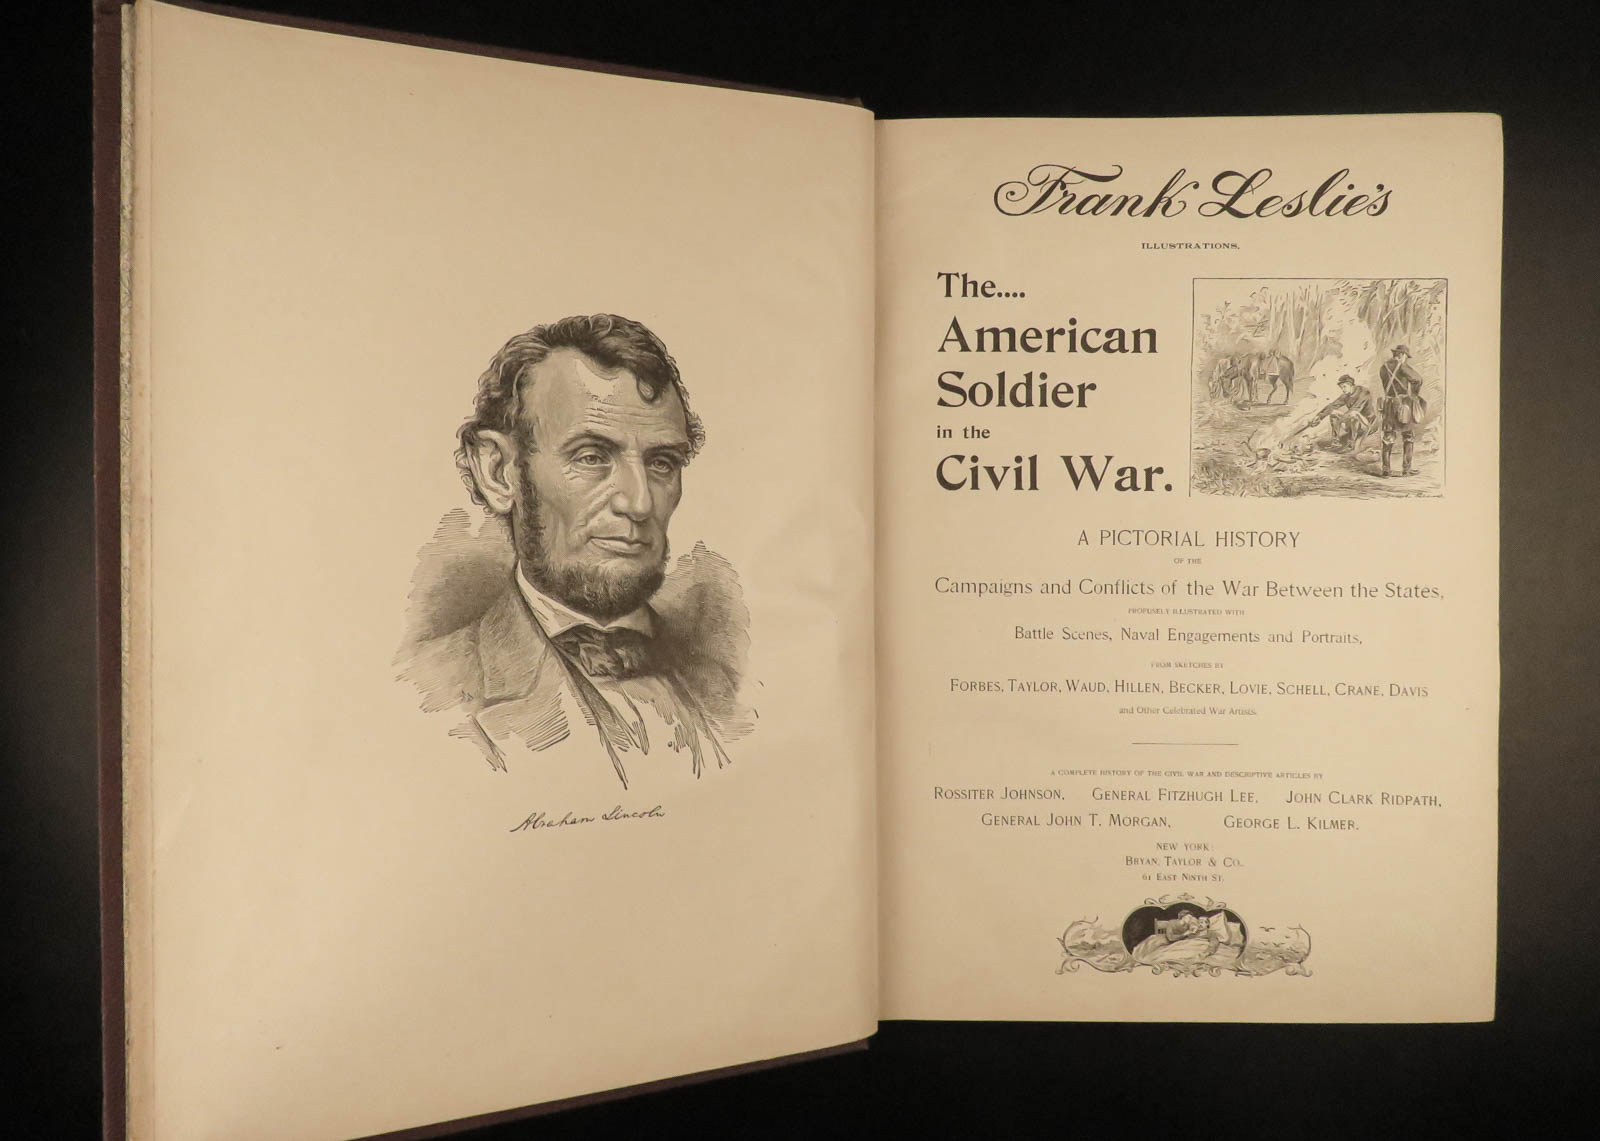 Abraham Lincoln
Frank Leslie's
ILLUSTRATIONS.
The....
American
Soldier
in the
Civil War.
A PICTORIAL HISTORY
OF THE
Campaigns and Conflicts of the War Between the States,
PROFUSELY ILLUSTRATED WITH
Battle Scenes, Naval Engagements and Portraits,
FROM SKETCHES BY
FORBES, TAYLOR, WAUD, HILLEN, BECKER, LOVIE, SCHELL, CRANE, DAVIS
and Other Celebrated War Artists.
A COMPLETE HISTORY OF THE CIVIL WAR AND DESCRIPTIVE ARTICLES BY
ROSSITER JOHNSON, GENERAL FITZHUGH LEE, JOHN CLARK RIDPATH,
GENERAL JOHN T. MORGAN, GEORGE L. KILMER.
NEW YORK:
BRYAN, TAYLOR & CO.,
61 EAST NINTH ST.